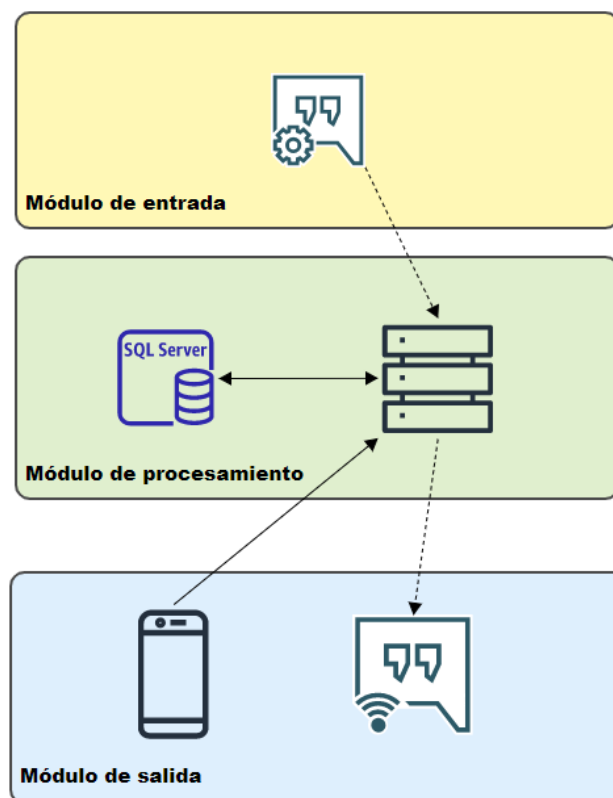 Módulo de entrada
SQL Server
Módulo de procesamiento
Módulo de salida